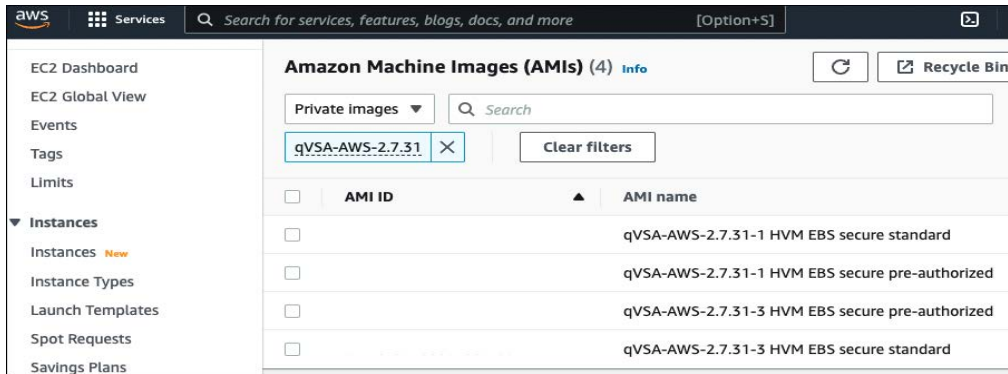 aws
Services
Search for services, features, blogs, docs, and more
[Option+S]
EC2 Dashboard
EC2 Global View
Events
Tags
Limits
Instances
Instances New
Instance Types
Launch Templates
Spot Requests
Savings Plans
Amazon Machine Images (AMIs) (4) Info
Recycle Bin
Private images
Search
qVSA-AWS-2.7.31
Clear filters
AMI ID
AMI name
qVSA-AWS-2.7.31-1 HVM EBS secure standard
qVSA-AWS-2.7.31-1 HVM EBS secure pre-authorized
qVSA-AWS-2.7.31-3 HVM EBS secure pre-authorized
qVSA-AWS-2.7.31-3 HVM EBS secure standard